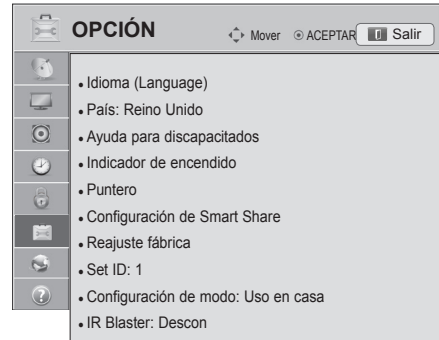 OPCIÓN
Mover ACEPTAR Salir
• Idioma (Language)
• País: Reino Unido
• Ayuda para discapacitados
• Indicador de encendido
• Puntero
• Configuración de Smart Share
• Reajuste fábrica
• Set ID: 1
• Configuración de modo: Uso en casa
• IR Blaster: Descon